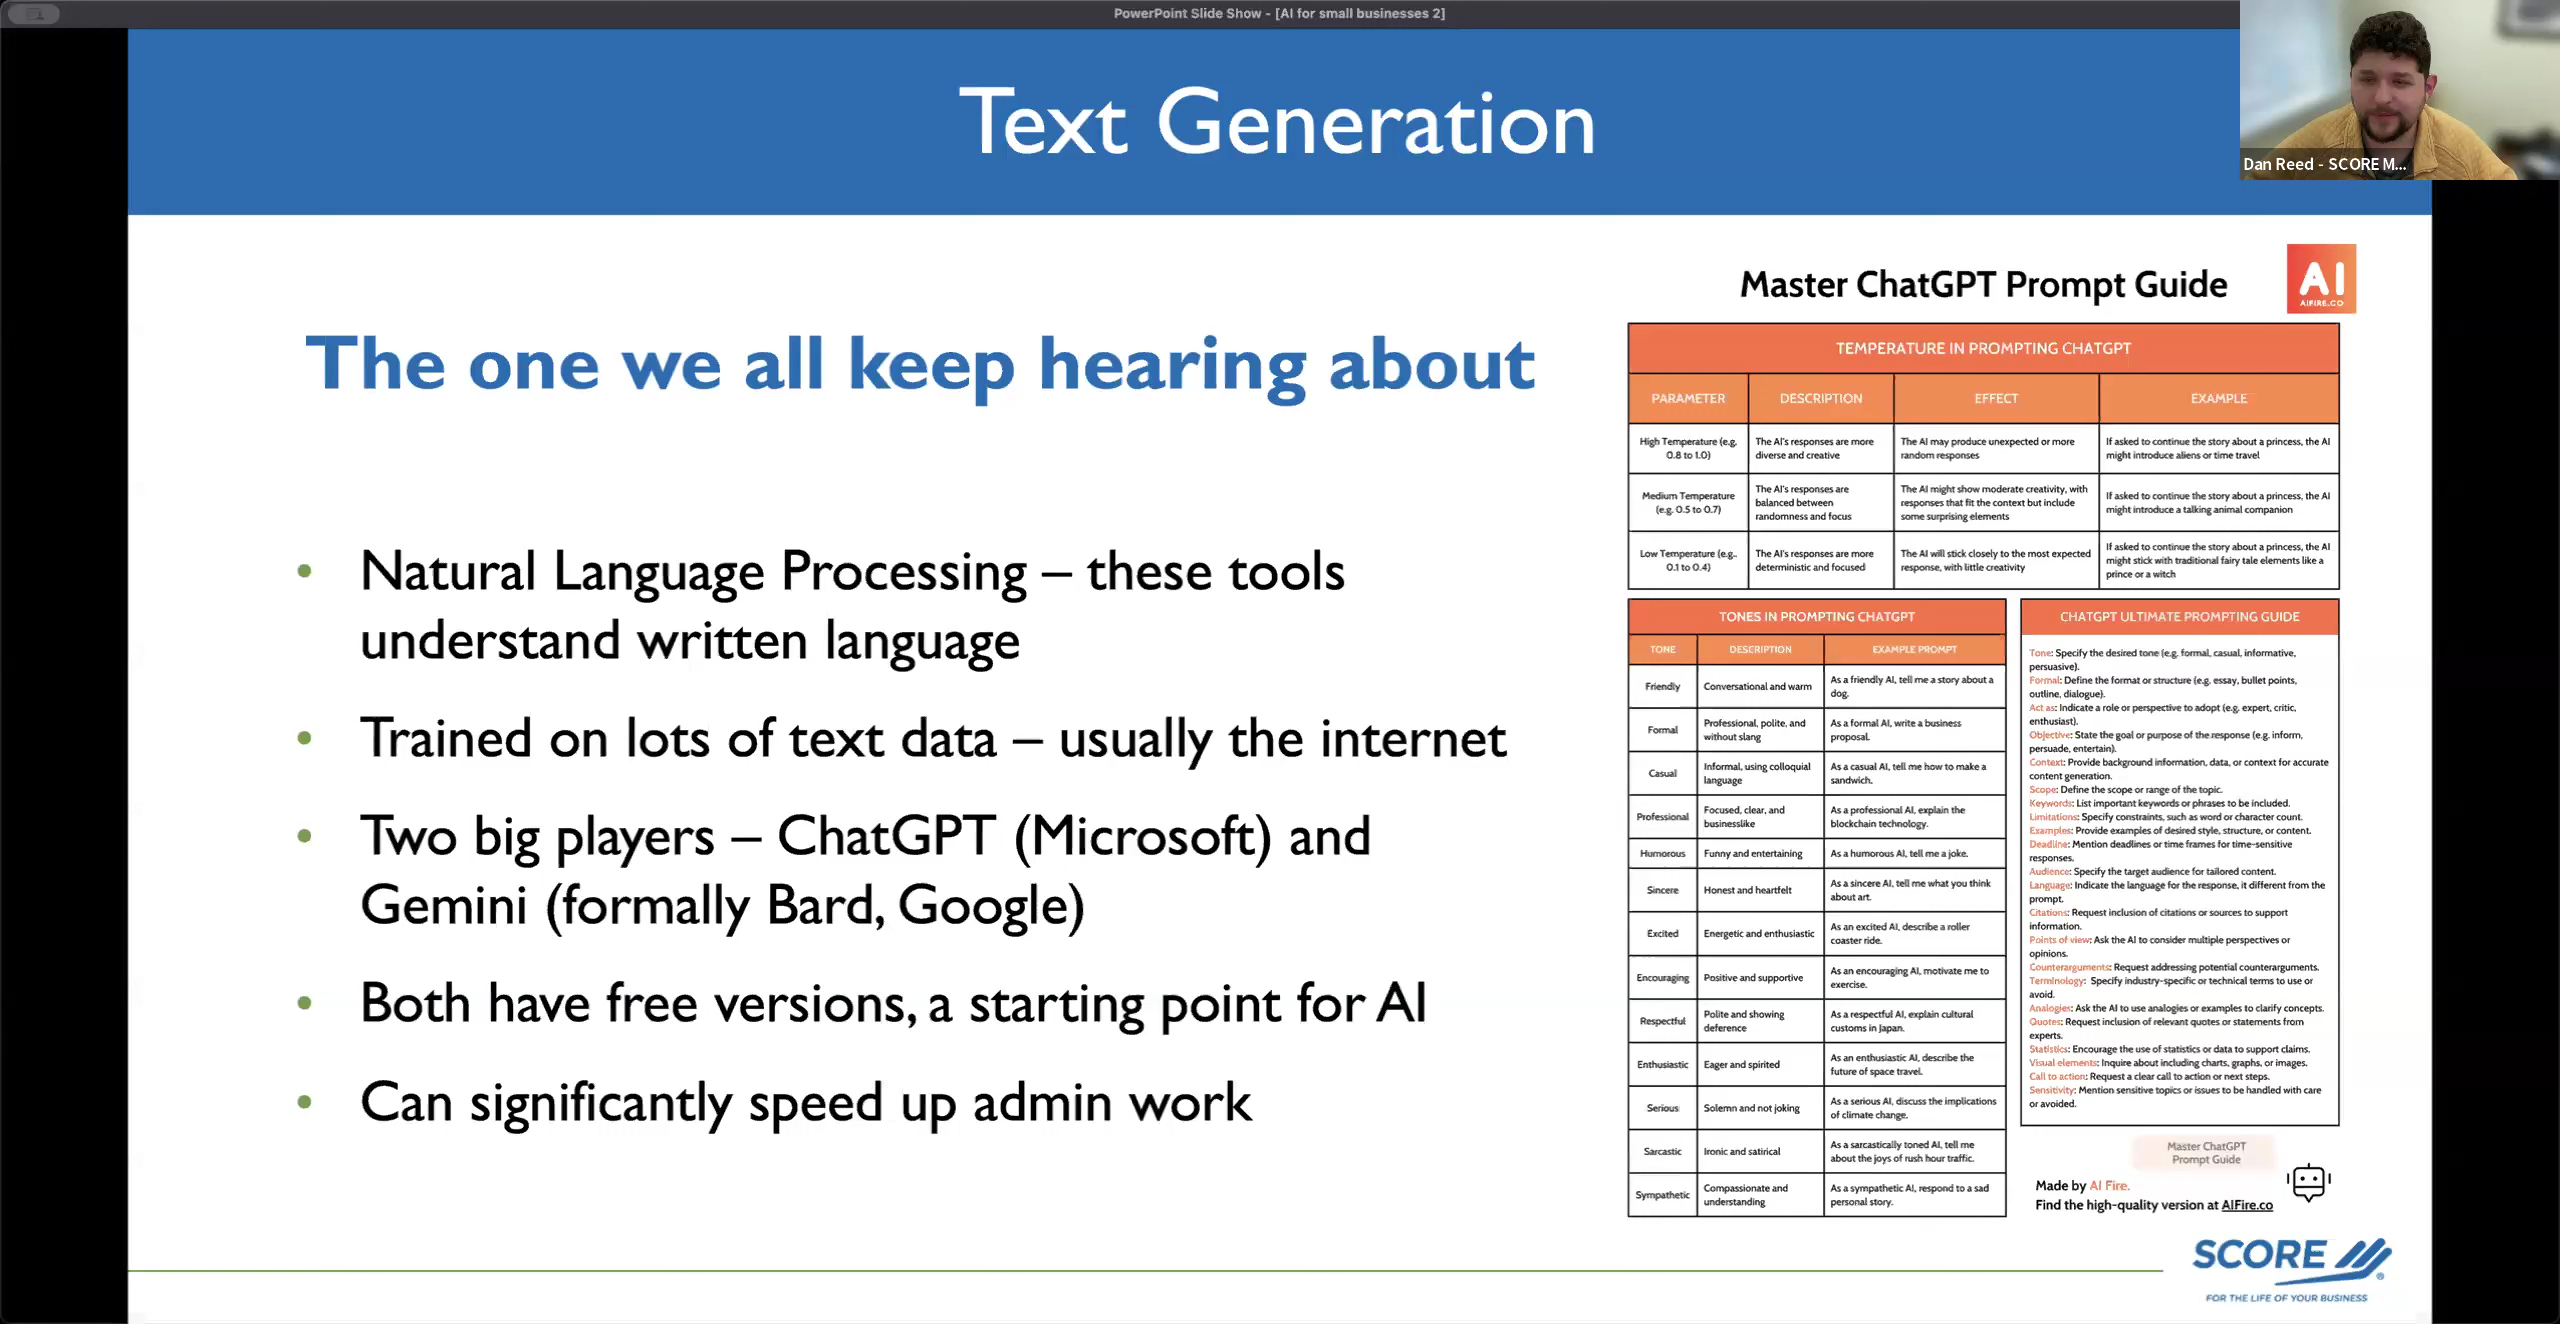 PowerPoint Slide Show - [AI for small businesses 2]
Dan Reed - SCORE M...
Text Generation
The one we all keep hearing about
• Natural Language Processing – these tools
understand written language
• Trained on lots of text data – usually the internet
• Two big players – ChatGPT (Microsoft) and
Gemini (formally Bard, Google)
• Both have free versions, a starting point for AI
• Can significantly speed up admin work
Master ChatGPT Prompt Guide
AI
AIFIRE.CO
TEMPERATURE IN PROMPTING CHATGPT
PARAMETER DESCRIPTION EFFECT EXAMPLE
High Temperature (e.g.
0.8 to 1.0)
The AI's responses are more
diverse and creative
The AI may produce unexpected or more
random responses
If asked to continue the story about a princess, the AI
might introduce aliens or time travel
Medium Temperature
(e.g. 0.5 to 0.7)
The AI's responses are
balanced between
randomness and focus
The AI might show moderate creativity, with
responses that fit the context but include
some surprising elements
If asked to continue the story about a princess, the AI
might introduce a talking animal companion
Low Temperature (e.g..
0.1 to 0.4)
The AI's responses are more
deterministic and focused
The AI will stick closely to the most expected
response, with little creativity
If asked to continue the story about a princess, the AI
might stick with traditional fairy tale elements like a
prince or a witch
TONES IN PROMPTING CHATGPT
TONE DESCRIPTION EXAMPLE PROMPT
Friendly
Conversational and warm
As a friendly AI, tell me a story about a
dog.
Formal
Professional, polite, and
without slang
As a formal AI, write a business
proposal.
Casual
Informal, using colloquial
language
As a casual AI, tell me how to make a
sandwich.
Professional
Focused, clear, and
businesslike
As a professional AI, explain the
blockchain technology.
Humorous
Funny and entertaining
As a humorous AI, tell me a joke.
Sincere
Honest and heartfelt
As a sincere AI, tell me what you think
about art.
Excited
Energetic and enthusiastic
As an excited AI, describe a roller
coaster ride.
Encouraging
Positive and supportive
As an encouraging AI, motivate me to
exercise.
Respectful
Polite and showing
deference
As a respectful AI, explain cultural
customs in Japan.
Enthusiastic
Eager and spirited
As an enthusiastic AI, describe the
future of space travel.
Serious
Solemn and not joking
As a serious AI, discuss the implications
of climate change.
Sarcastic
Ironic and satirical
As a sarcastically toned AI, tell me
about the joys of rush hour traffic.
Sympathetic
Compassionate and
understanding
As a sympathetic AI, respond to a sad
personal story.
CHATGPT ULTIMATE PROMPTING GUIDE
Tone: Specify the desired tone (e.g. formal, casual, informative,
persuasive).
Format: Define the format or structure (e.g. essay, bullet points,
outline, dialogue).
Act as: Indicate a role or perspective to adopt (e.g. expert, critic,
enthusiast).
Objective: State the goal or purpose of the response (e.g. inform,
persuade, entertain).
Context: Provide background information, data, or context for accurate
content generation.
Scope: Define the scope or range of the topic.
Keywords: List important keywords or phrases to be included.
Limitations: Specify constraints, such as word or character count.
Examples: Provide examples of desired style, structure, or content.
Deadline: Mention deadlines or time frames for time-sensitive
responses.
Audience: Specify the target audience for tailored content.
Language: Indicate the language for the response, it different from the
prompt.
Citations: Request inclusion of citations or sources to support
information.
Points of view: Ask the AI to consider multiple perspectives or
opinions.
Counterarguments: Request addressing potential counterarguments.
Terminology: Specify industry-specific or technical terms to use or
avoid.
Analogies: Ask the AI to use analogies or examples to clarify concepts.
Quotes: Request inclusion of relevant quotes or statements from
experts.
Statistics: Encourage the use of statistics or data to support claims.
Visual elements: Inquire about including charts, graphs, or images.
Call to action: Request a clear call to action or next steps.
Sensitivity: Mention sensitive topics or issues to be handled with care
or avoided.
Master ChatGPT
Prompt Guide
Made by AI Fire.
Find the high-quality version at AIFire.co
SCORE
FOR THE LIFE OF YOUR BUSINESS